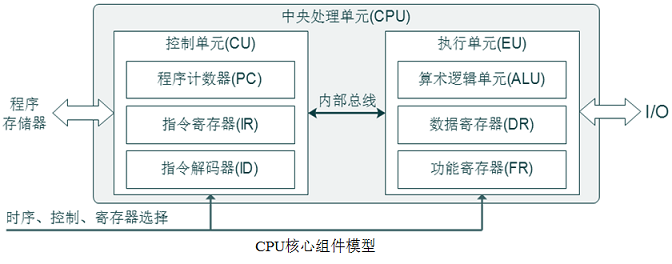 中央处理单元(CPU)
控制单元(CU)
程序计数器(PC)
指令寄存器(IR)
指令解码器(ID)
执行单元(EU)
算术逻辑单元(ALU)
数据寄存器(DR)
功能寄存器(FR)
程序
存储器
内部总线
I/O
时序、控制、寄存器选择
CPU核心组件模型